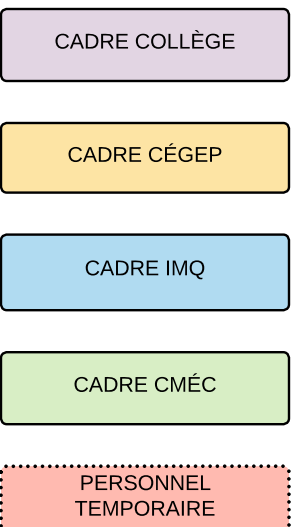 CADRE COLLÈGE
CADRE CÉGEP
CADRE IMQ
CADRE CMÉC
PERSONNEL
TEMPORAIRE